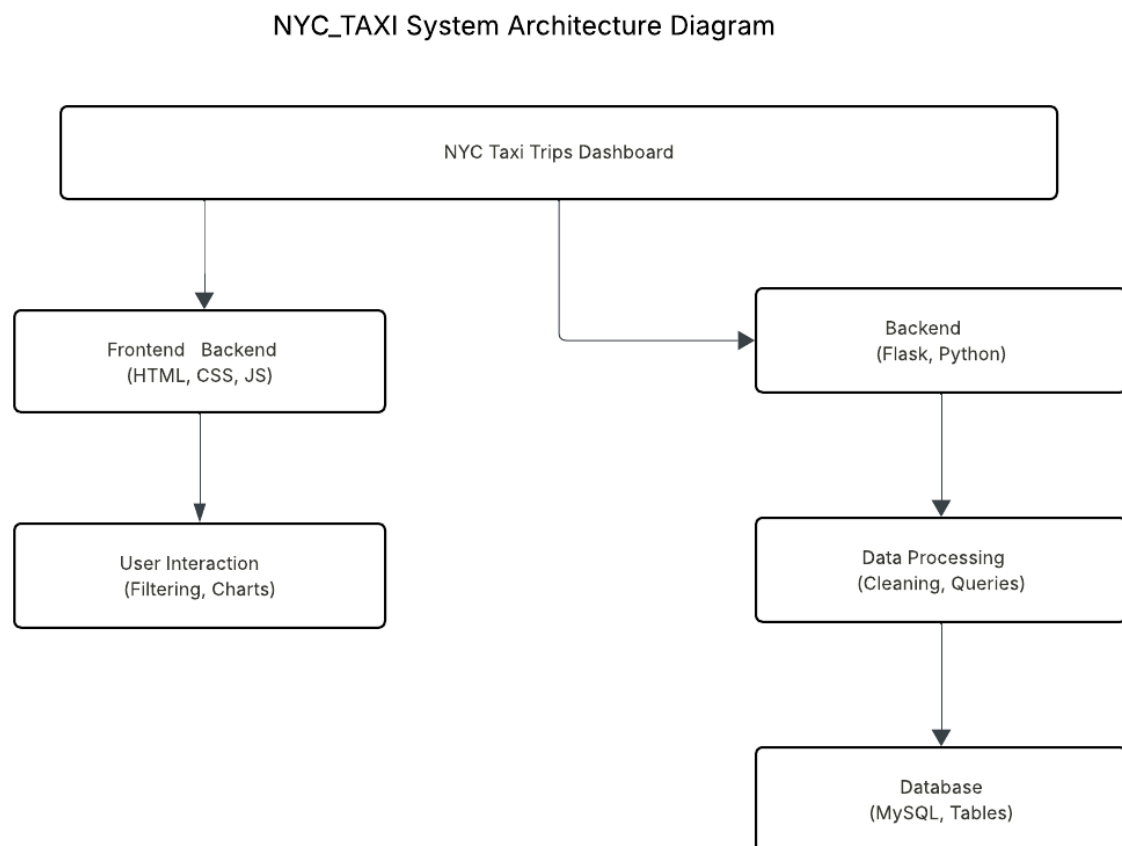 NYC_TAXI System Architecture Diagram
NYC Taxi Trips Dashboard
Frontend Backend
(HTML, CSS, JS)
User Interaction
(Filtering, Charts)
Backend
(Flask, Python)
Data Processing
(Cleaning, Queries)
Database
(MySQL, Tables)